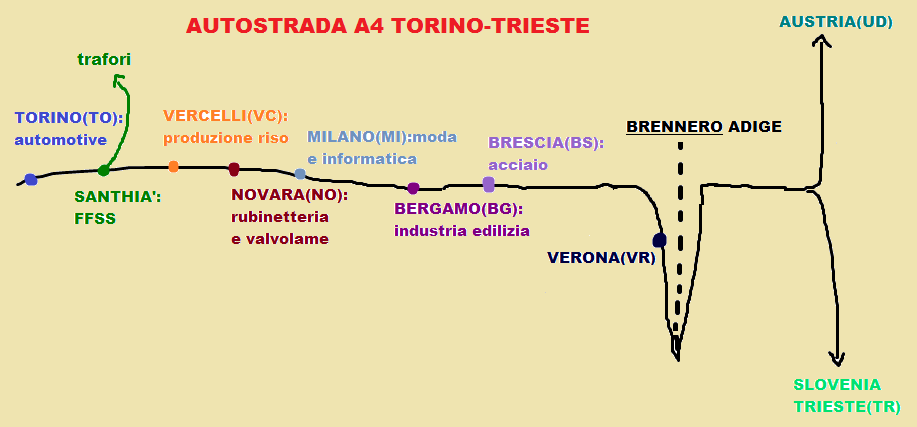 AUTOSTRADA A4 TORINO-TRIESTE
AUSTRIA(UD)
trafori
TORINO(TO):
automotive
VERCELLI(VC):
produzione riso
MILANO(MI):moda
e informatica
BRESCIA(BS):
acciaio
BRENNERO ADIGE
SANTHIA':
FFSS
NOVARA(NO):
rubinetteria
e valvolame
BERGAMO(BG):
industria edilizia
VERONA(VR)
SLOVENIA
TRIESTE(TR)